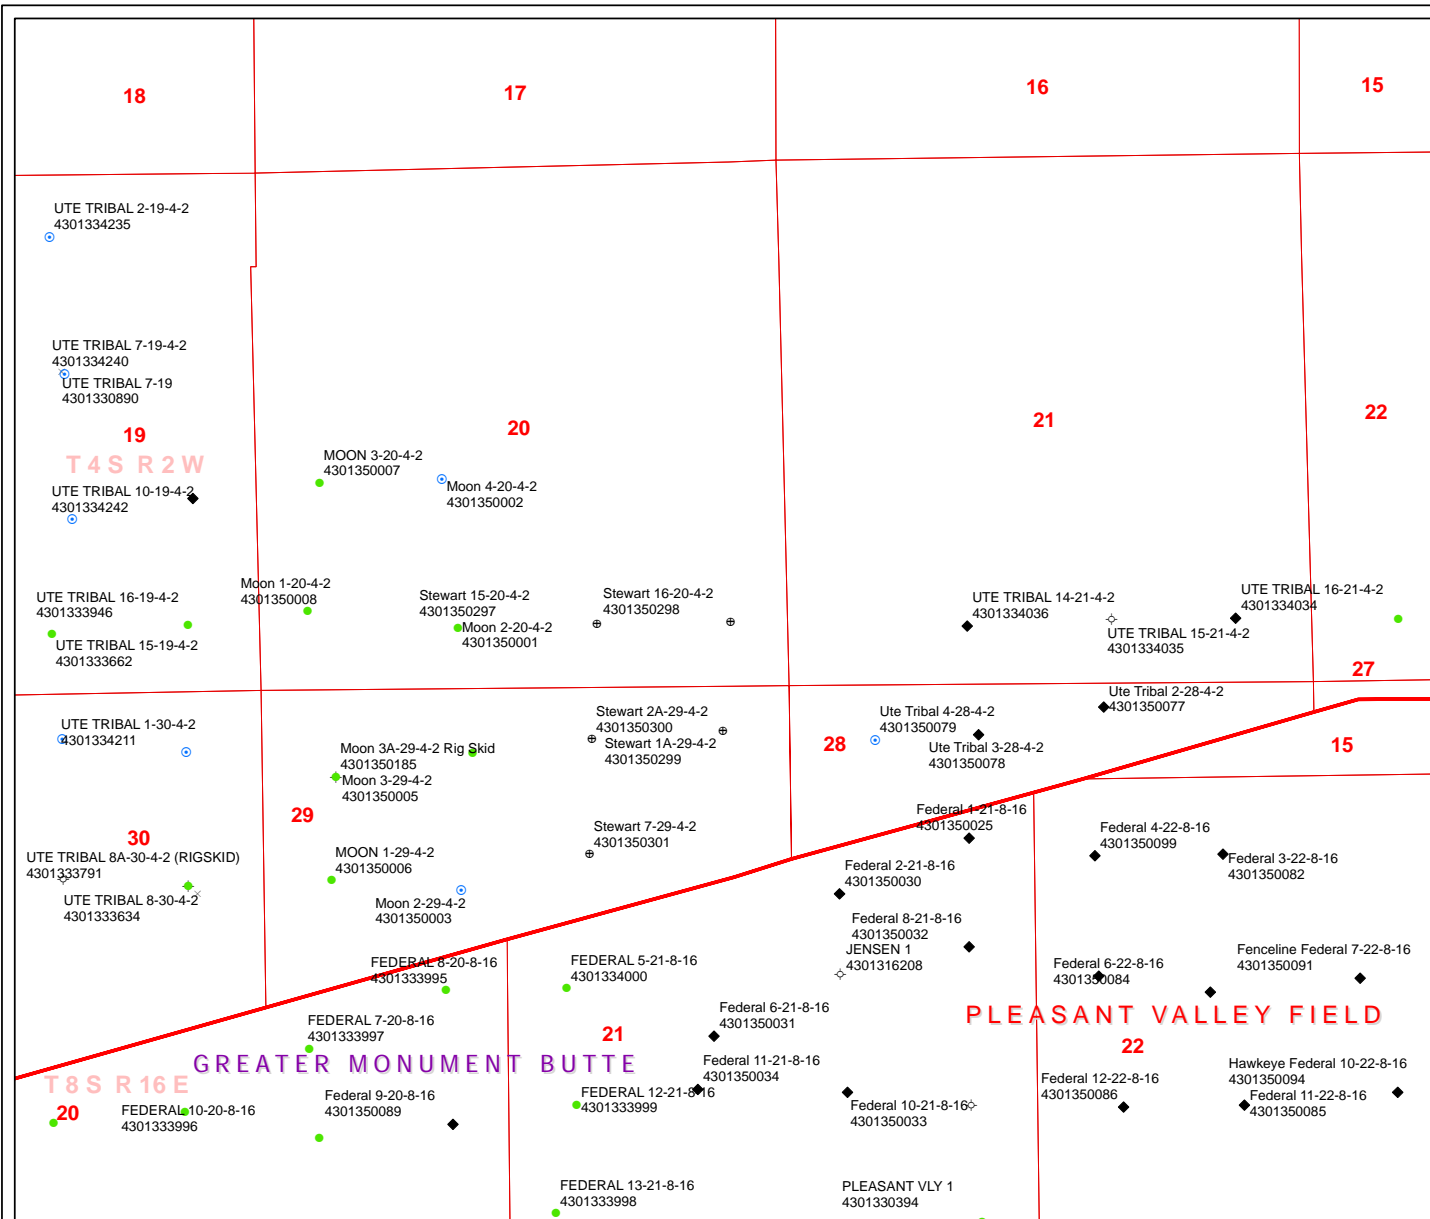 18
17
16
15
UTE TRIBAL 2-19-4-2
4301334235
UTE TRIBAL 7-19-4-2
4301334240
UTE TRIBAL 7-19
4301330890
19
20
21
22
T 4 S R 2 W
MOON 3-20-4-2
4301350007
Moon 4-20-4-2
4301350002
UTE TRIBAL 10-19-4-2
4301334242
UTE TRIBAL 16-19-4-2
4301333946
UTE TRIBAL 15-19-4-2
4301333662
Moon 1-20-4-2
4301350008
Stewart 15-20-4-2
4301350297
Moon 2-20-4-2
4301350001
Stewart 16-20-4-2
4301350298
UTE TRIBAL 14-21-4-2
4301334036
UTE TRIBAL 15-21-4-2
4301334035
UTE TRIBAL 16-21-4-2
4301334034
27
UTE TRIBAL 1-30-4-2
4301334211
Moon 3A-29-4-2 Rig Skid
4301350185
Moon 3-29-4-2
4301350005
Stewart 2A-29-4-2
4301350300
Stewart 1A-29-4-2
4301350299
28
Ute Tribal 4-28-4-2
4301350079
Ute Tribal 3-28-4-2
4301350078
Ute Tribal 2-28-4-2
4301350077
15
29
30
UTE TRIBAL 8A-30-4-2 (RIGSKID)
4301333791
UTE TRIBAL 8-30-4-2
4301333634
MOON 1-29-4-2
4301350006
Moon 2-29-4-2
4301350003
Stewart 7-29-4-2
4301350301
Federal 1-21-8-16
4301350025
Federal 2-21-8-16
4301350030
Federal 4-22-8-16
4301350099
Federal 3-22-8-16
4301350082
Federal 8-21-8-16
4301350032
JENSEN 1
4301316208
FEDERAL 8-20-8-16
4301333995
FEDERAL 5-21-8-16
4301334000
Federal 6-22-8-16
4301350084
Fenceline Federal 7-22-8-16
4301350091
FEDERAL 7-20-8-16
4301333997
Federal 6-21-8-16
4301350031
PLEASANT VALLEY FIELD
21
22
GREATER MONUMENT BUTTE
T 8 S R 16 E
20
FEDERAL 10-20-8-16
4301333996
Federal 9-20-8-16
4301350089
Federal 11-21-8-16
4301350034
FEDERAL 12-21-8-16
4301333999
Federal 10-21-8-16
4301350033
Federal 12-22-8-16
4301350086
Hawkeye Federal 10-22-8-16
4301350094
Federal 11-22-8-16
4301350085
FEDERAL 13-21-8-16
4301333998
PLEASANT VLY 1
4301330394